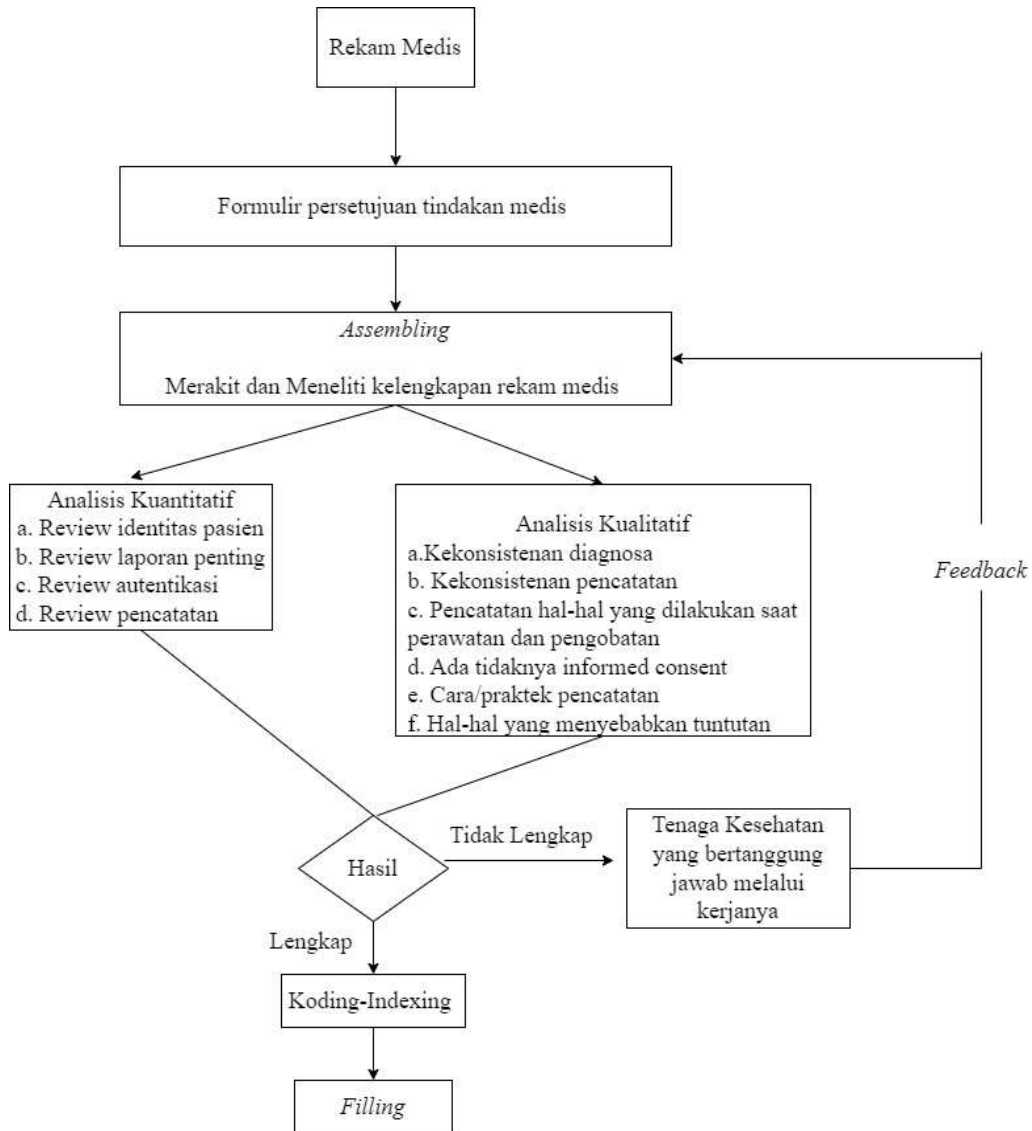 Rekam Medis
Formulir persetujuan tindakan medis
Assembling
Merakit dan Meneliti kelengkapan rekam medis
Analisis Kuantitatif
a. Review identitas pasien
b. Review laporan penting
c. Review autentikasi
d. Review pencatatan
Analisis Kualitatif
a.Kekonsistenan diagnosa
b. Kekonsistenan pencatatan
c. Pencatatan hal-hal yang dilakukan saat
perawatan dan pengobatan
d. Ada tidaknya informed consent
e. Cara/praktek pencatatan
f. Hal-hal yang menyebabkan tuntutan
Feedback
Hasil
Tidak Lengkap
Tenaga Kesehatan
yang bertanggung
jawab melalui
kerjanya
Lengkap
Koding-Indexing
Filling